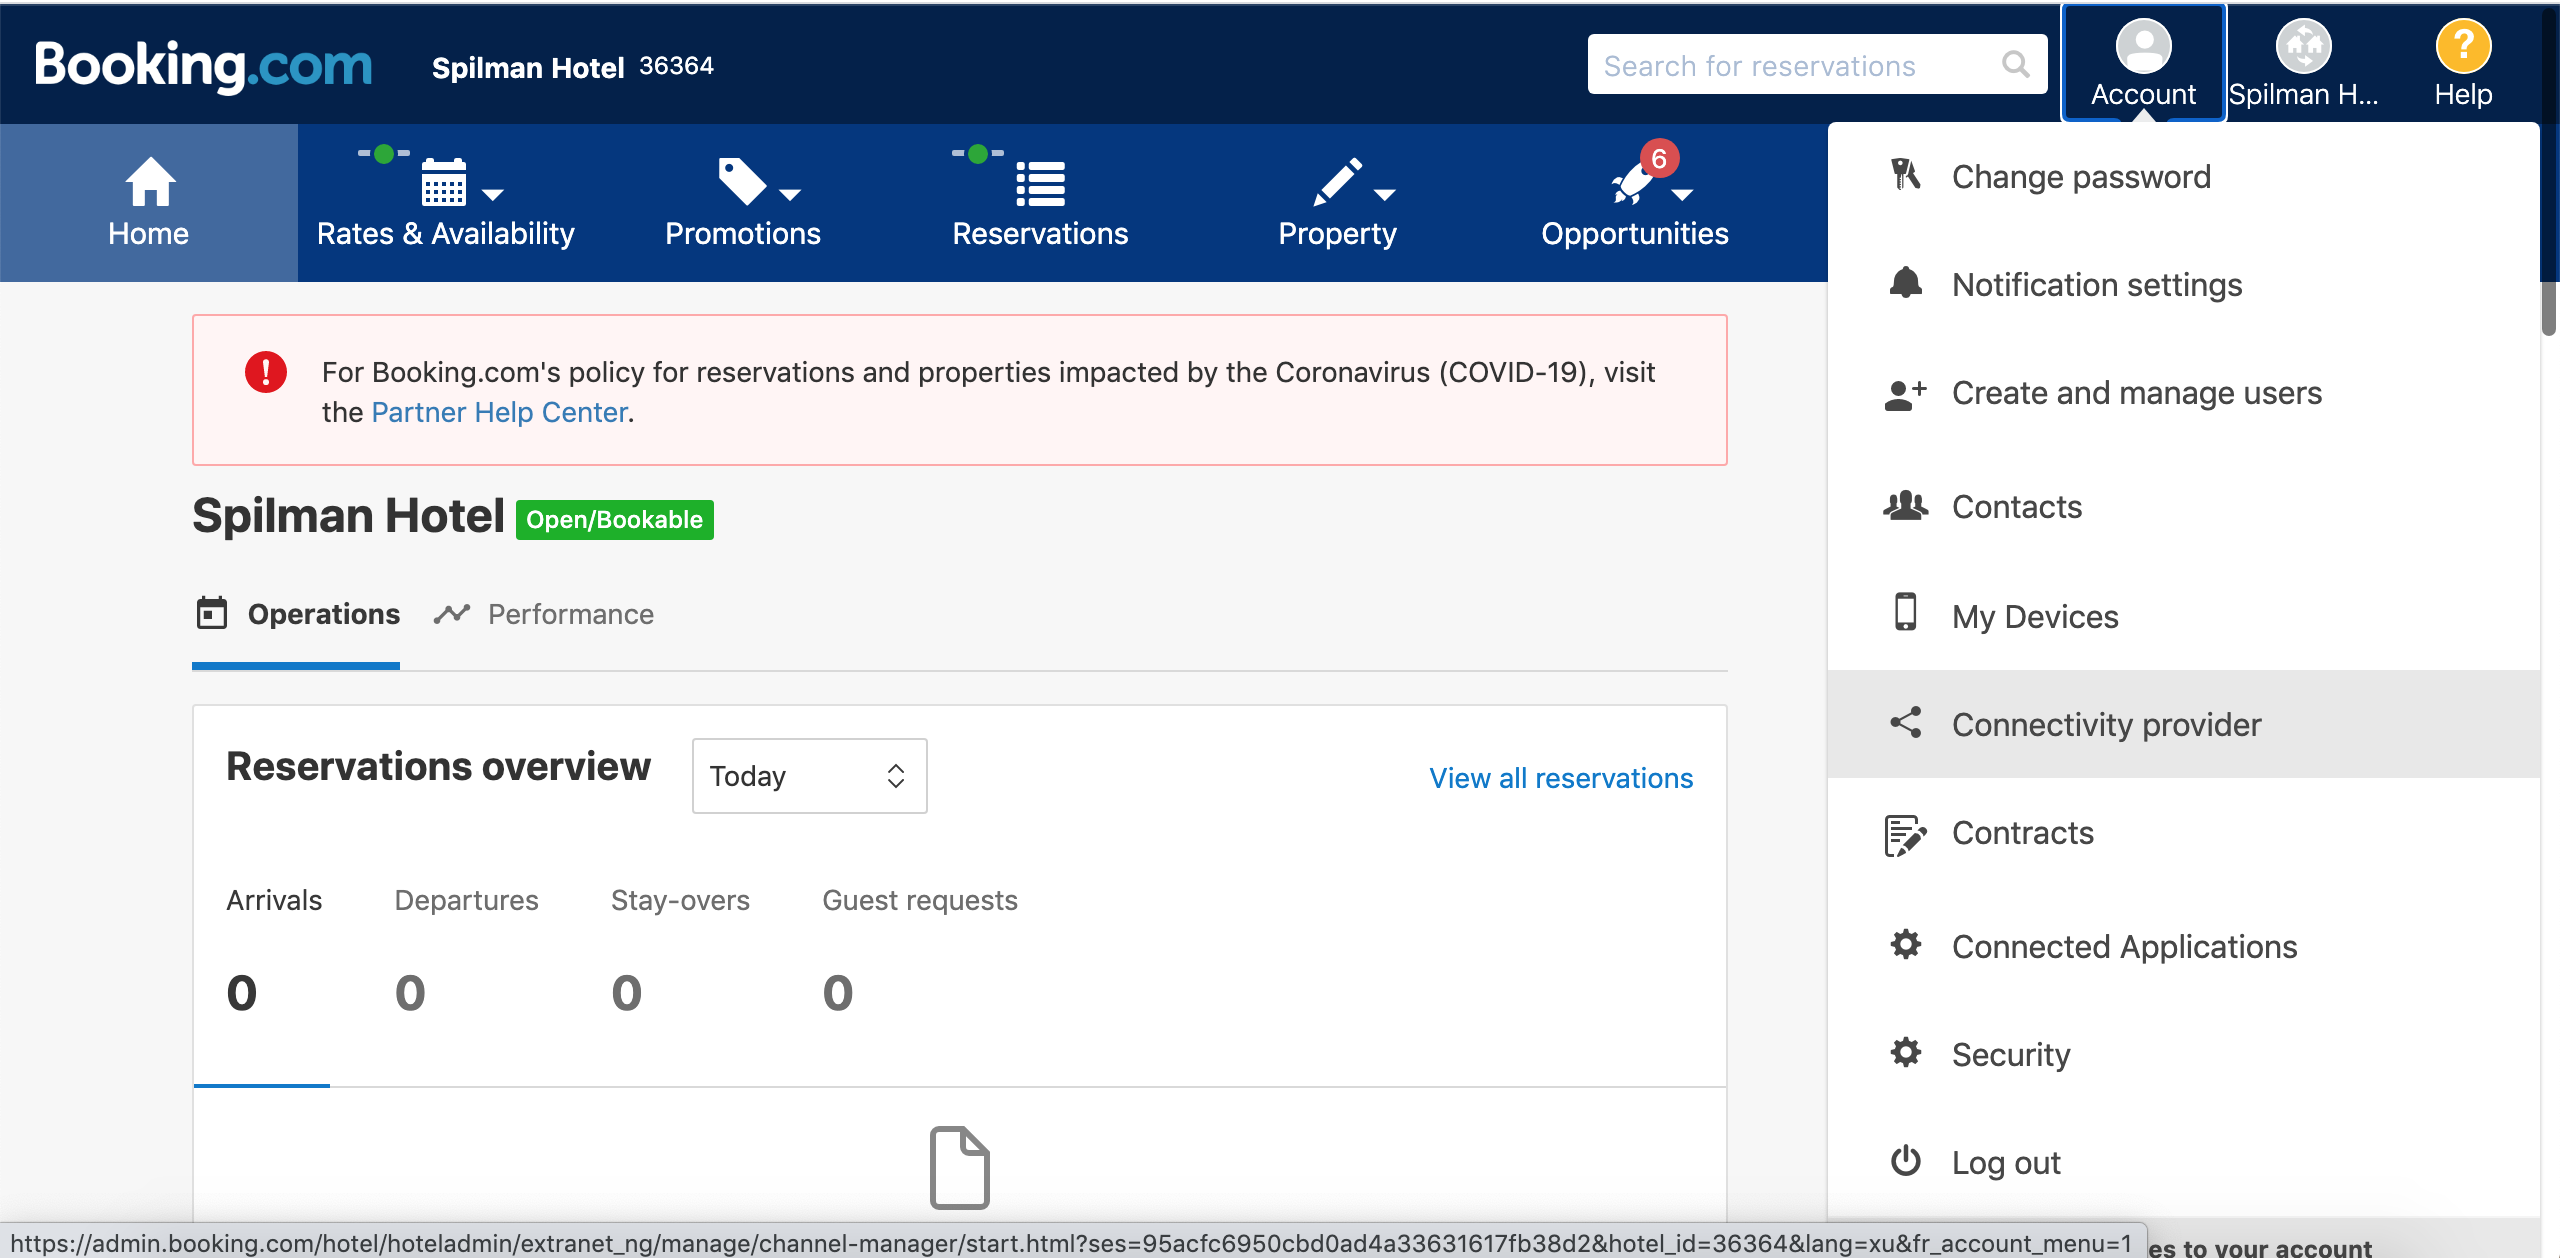 Booking.com
Spilman Hotel 36364
Search for reservations
Account
Spilman H...
Help
Home
Rates & Availability
Promotions
Reservations
Property
6
Opportunities
Change password
Notification settings
Create and manage users
Contacts
My Devices
Connectivity provider
Contracts
Connected Applications
Security
Log out
For Booking.com's policy for reservations and properties impacted by the Coronavirus (COVID-19), visit
the Partner Help Center.
Spilman Hotel Open/Bookable
Operations Performance
Reservations overview Today View all reservations
Arrivals Departures Stay-overs Guest requests
0 0 0 0
https://admin.booking.com/hotel/hoteladmin/extranet_ng/manage/channel-manager/start.html?ses=95acfc6950cbd0ad4a33631617fb38d2&hotel_id=36364&lang=xu&fr_account_menu=1
es to your account